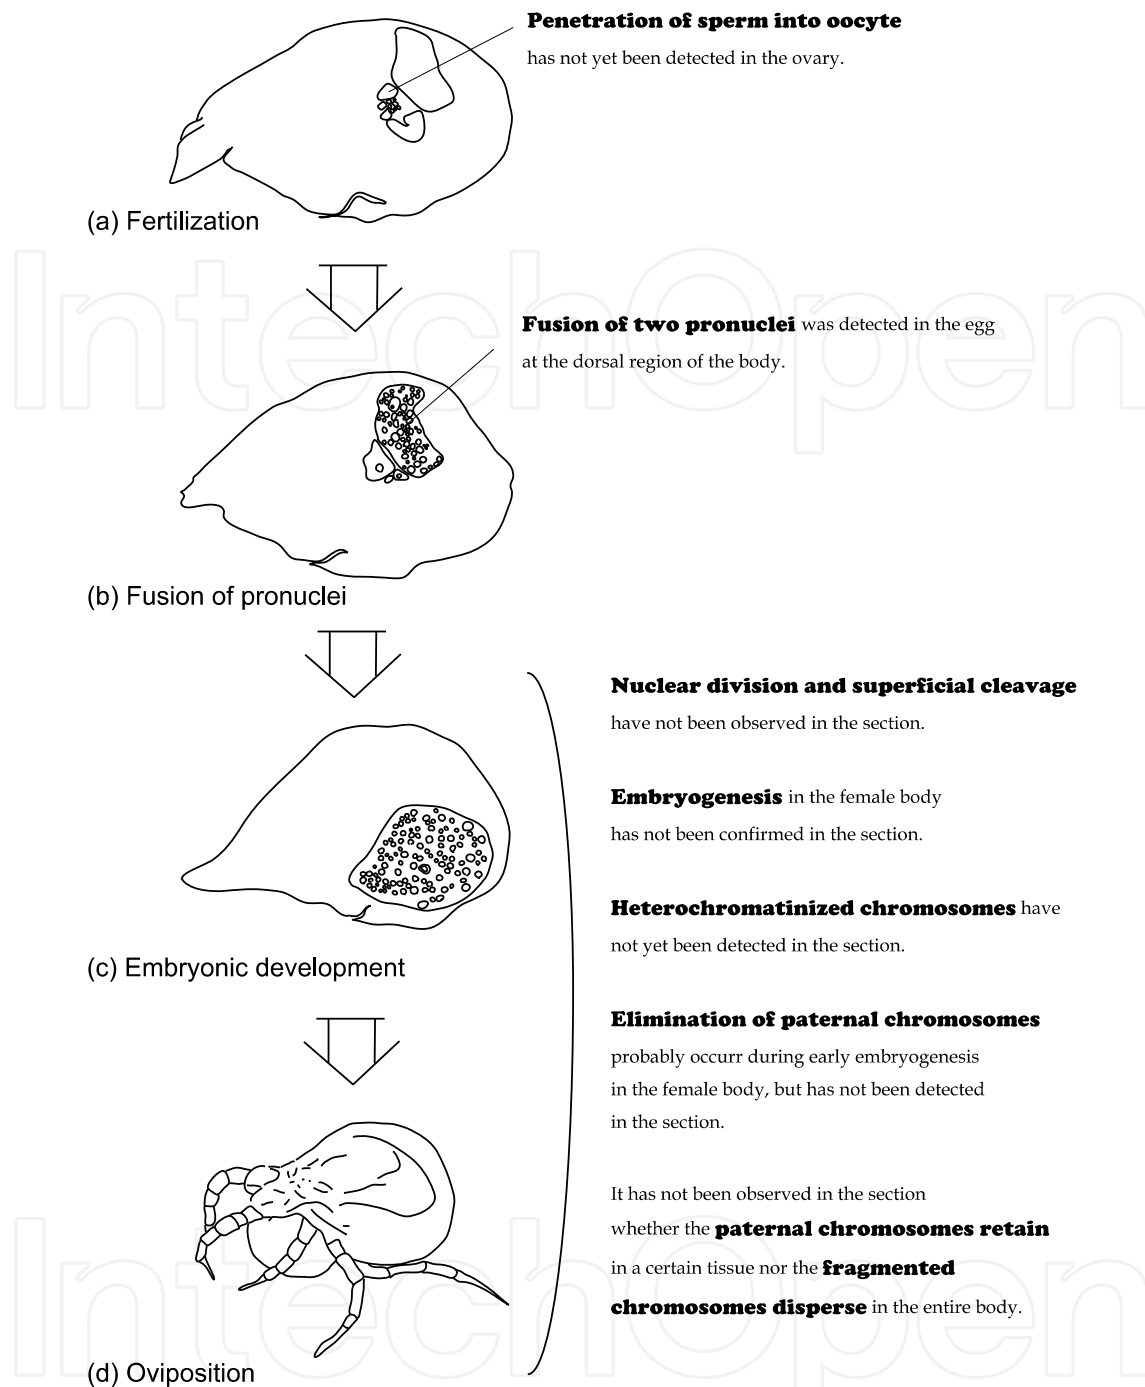 Penetration of sperm into oocyte
has not yet been detected in the ovary.
(a) Fertilization
IntechOpen
Fusion of two pronuclei was detected in the egg
at the dorsal region of the body.
(b) Fusion of pronuclei
Nuclear division and superficial cleavage
have not been observed in the section.
Embryogenesis in the female body
has not been confirmed in the section.
Heterochromatinized chromosomes have
not yet been detected in the section.
(c) Embryonic development
Elimination of paternal chromosomes
probably occurr during early embryogenesis
in the female body, but has not been detected
in the section.
It has not been observed in the section
whether the paternal chromosomes retain
in a certain tissue nor the fragmented
chromosomes disperse in the entire body.
IntechOpen
(d) Oviposition